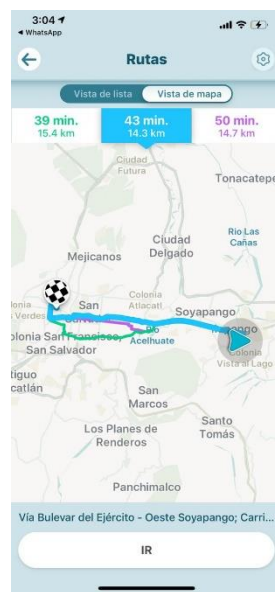 3:04
WhatsApp
Rutas
Vista de lista
Vista de mapa
39 min.
43 min.
50 min.
15.4 km
14.3 km
14.7 km
Ciudad
Futura
Tonacatepe
Rio Las
Cañas
Ciudad
Delgado
Mejicanos
Colonia
Atlacatl
San
Soyapango
olonia San Francisco
San Salvador
Acelhuate
Colonia
Vista al Lago
tiguo
catlán
San
Marcos
Santo
Tomás
Los Planes de
Renderos
Panchimalco
Vía Bulevar del Ejército - Oeste Soyapango; Carri...
IR